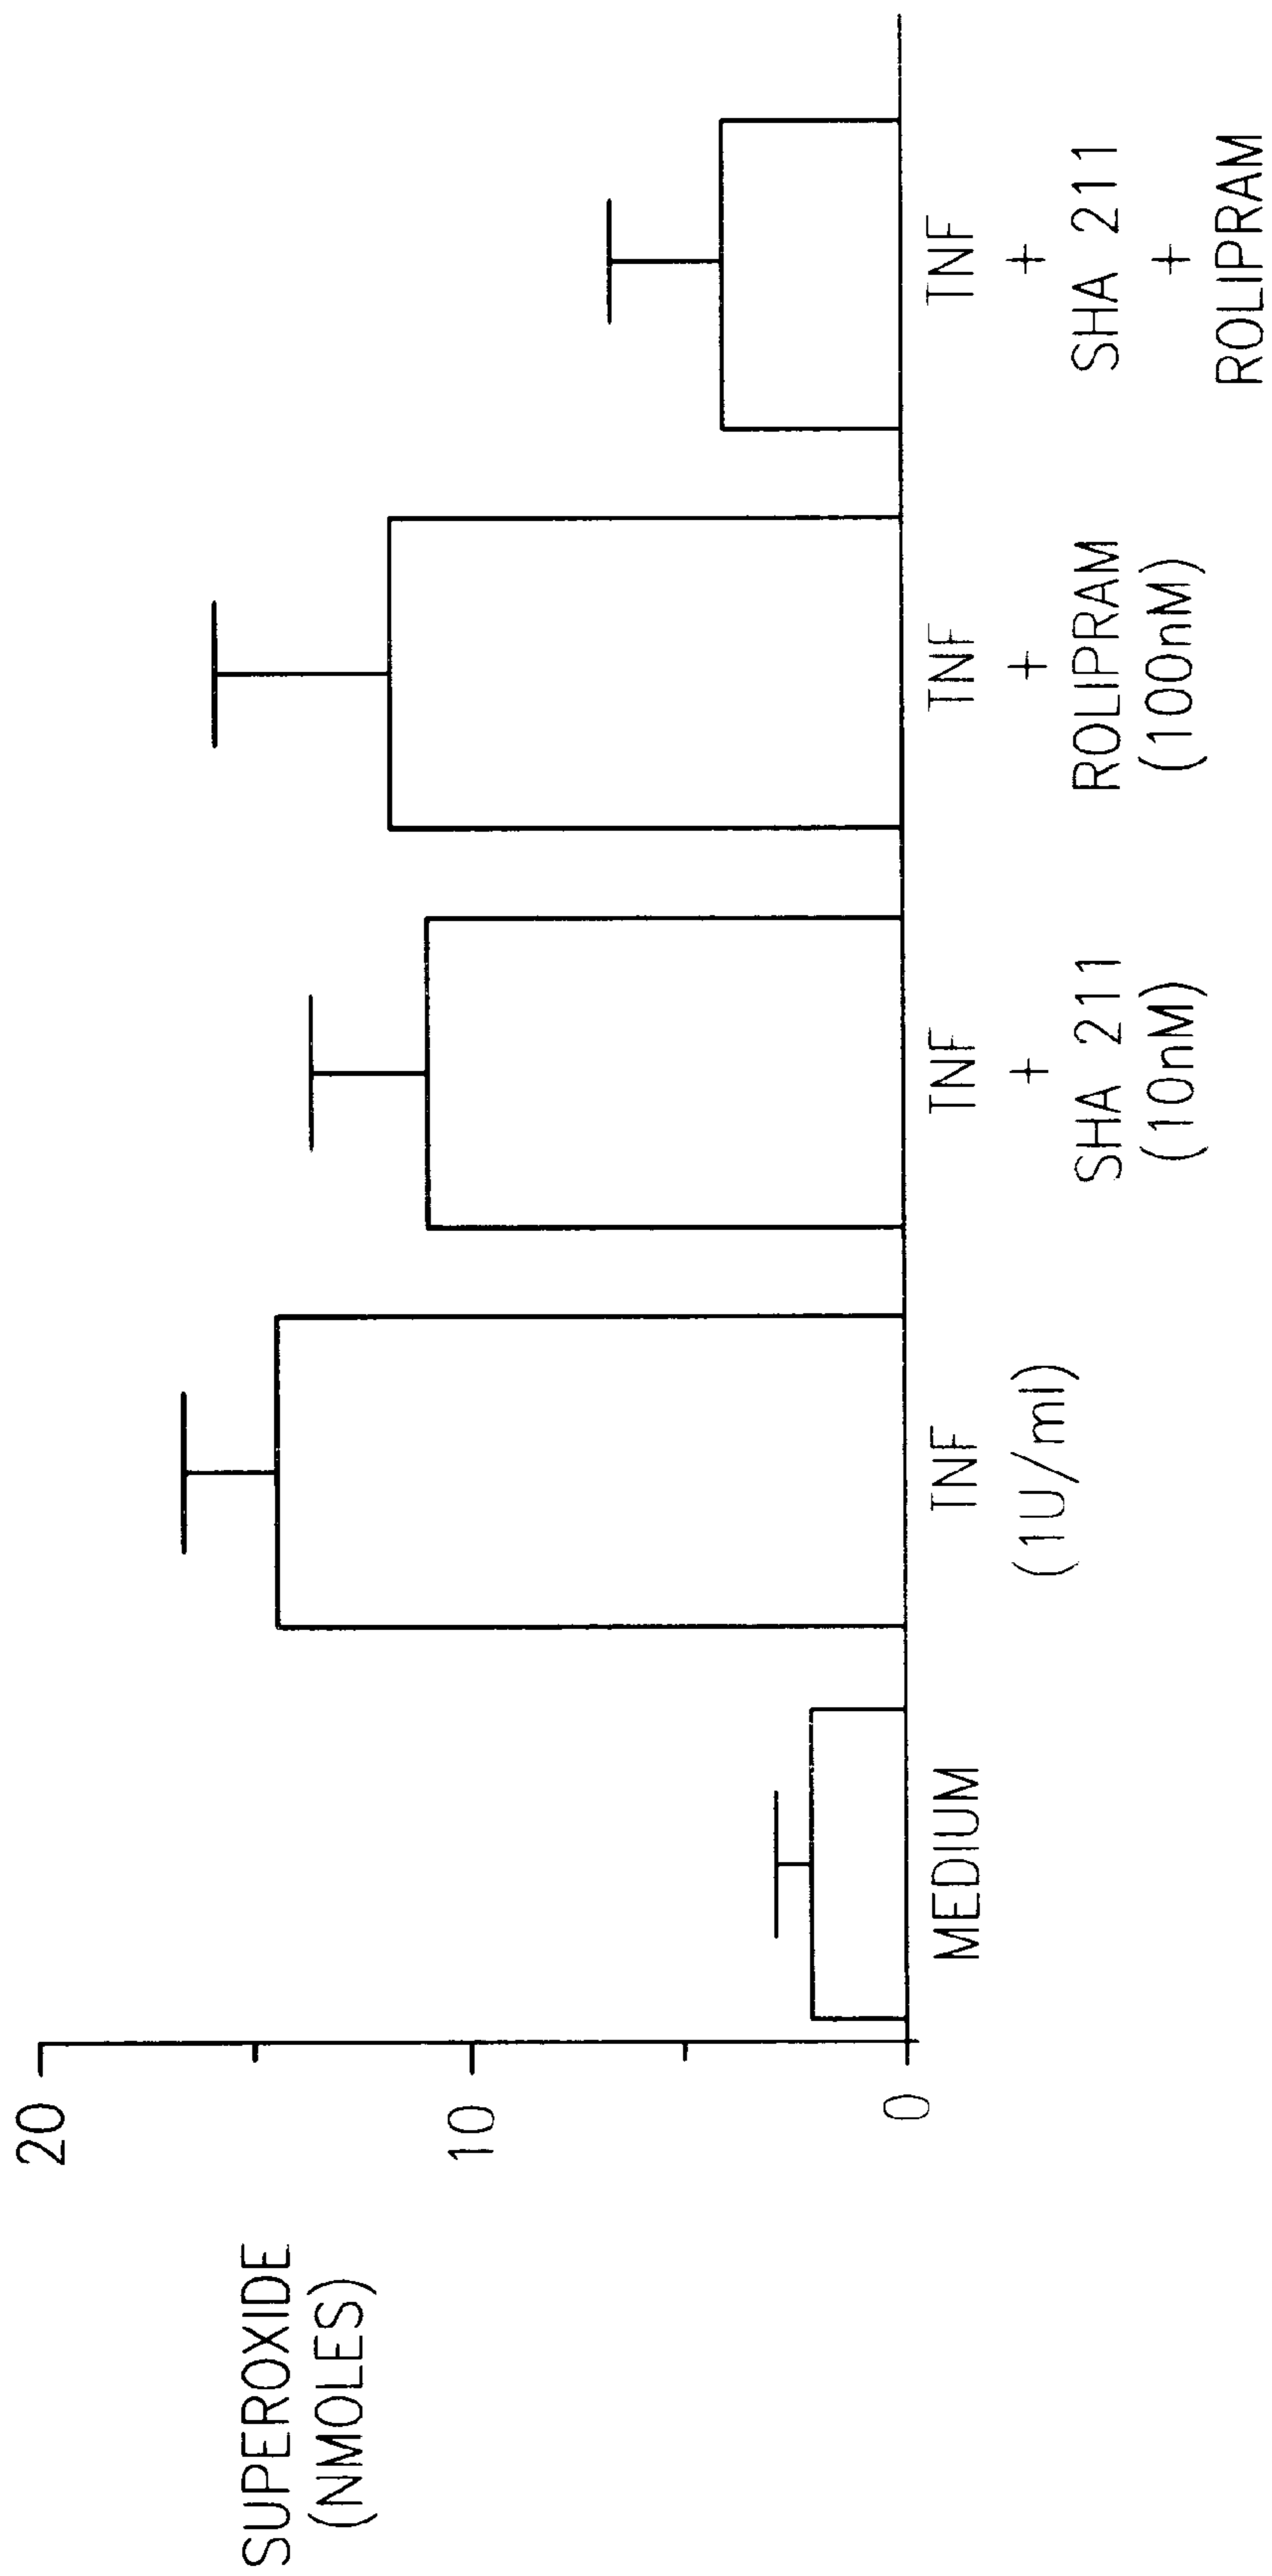 SUPEROXIDE
(NMOLES)
20
10
0
MEDIUM
TNF
(1U/ml)
TNF
+
SHA 211
(10nM)
TNF
+
ROLIPRAM
(100nM)
TNF
+
SHA 211
+
ROLIPRAM